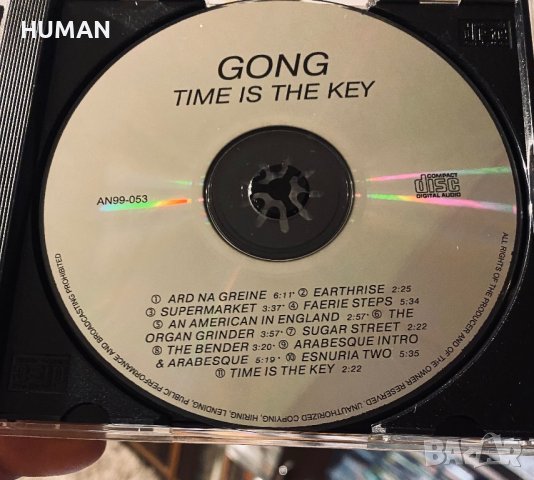 HUMAN
GONG
TIME IS THE KEY
COMPACT
disc
DIGITAL AUDIO
AN99-053
① ARD NA GREINE 6:11· ② EARTHRISE 2:25
③ SUPERMARKET 3:37· ④ FAERIE STEPS 5:34
⑤ AN AMERICAN IN ENGLAND 2:57· ⑥ THE
ORGAN GRINDER 3:57· ⑦ SUGAR STREET 2:22
⑧ THE BENDER 3:20· ⑨ ARABESQUE INTRO
& ARABESQUE 5:19 · ⑩ ESNURIA TWO 5:35
⑪ TIME IS THE KEY 2:22
ALL RIGHTS OF THE PRODUCER AND OF THE OWNER RESERVED. UNAUTHORIZED COPYING, HIRING, LENDING, PUBLIC PERFORMANCE AND BROADCASTING PROHIBITED
BAZAR